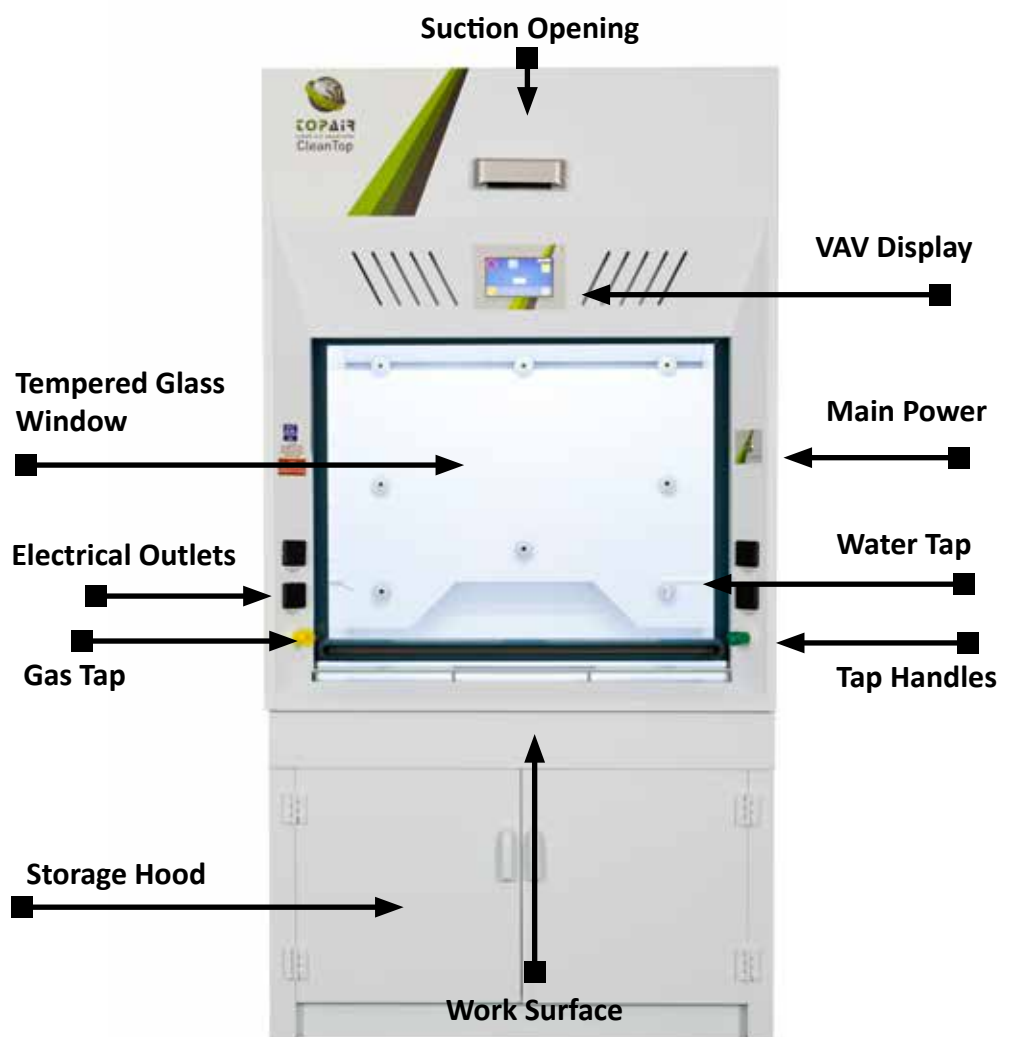 Suction Opening
TOPAIR
CleanTop
VAV Display
Tempered Glass
Window
Main Power
Electrical Outlets
Water Tap
Gas Tap
Tap Handles
Storage Hood
Work Surface